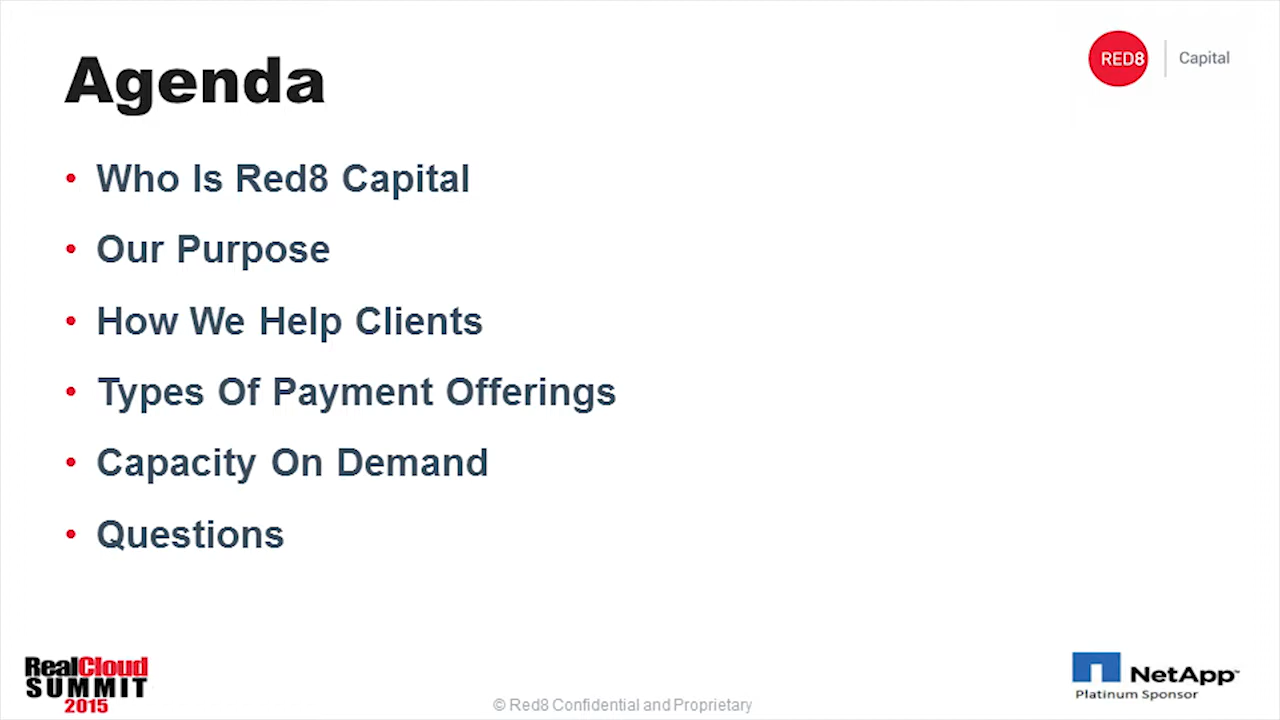 Agenda
RED8 | Capital
• Who Is Red8 Capital
• Our Purpose
• How We Help Clients
• Types Of Payment Offerings
• Capacity On Demand
• Questions
RealCloud
SUMMIT
2015
© Red8 Confidential and Proprietary
NetApp™
Platinum Sponsor